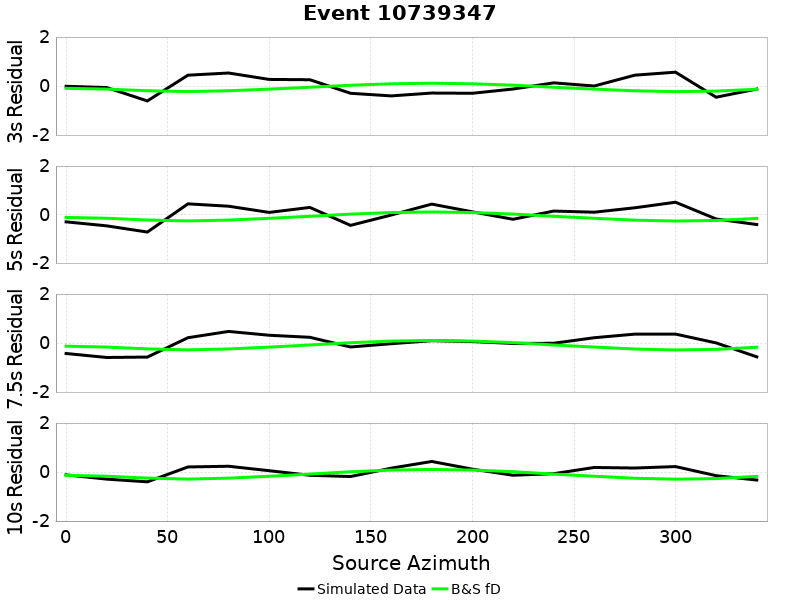 Event 10739347
3s Residual
2
0
-2
5s Residual
2
0
-2
7.5s Residual
2
0
-2
10s Residual
2
0
-2
0 50 100 150 200 250 300
Source Azimuth
Simulated Data B&S fD